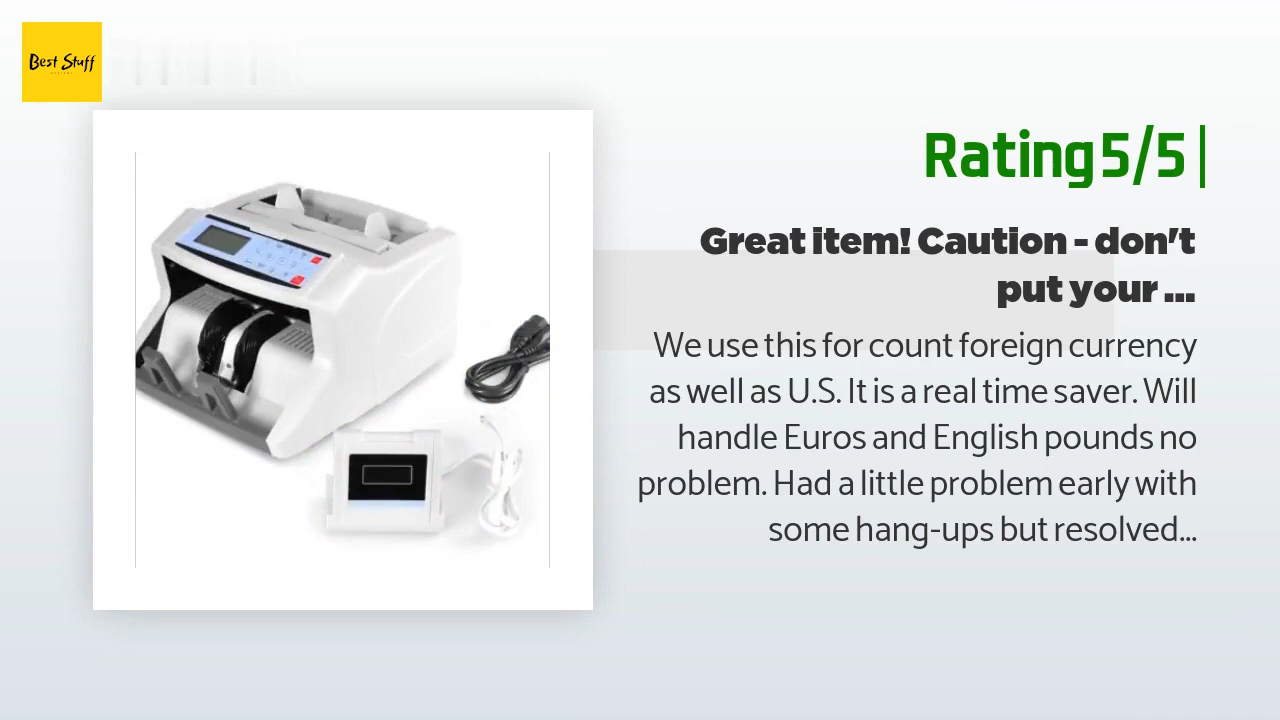 Best Stuff
Rating 5/5 |
Great item! Caution - don't
put your ...
We use this for count foreign currency
as well as U.S. It is a real time saver. Will
handle Euros and English pounds no
problem. Had a little problem early with
some hang-ups but resolved...